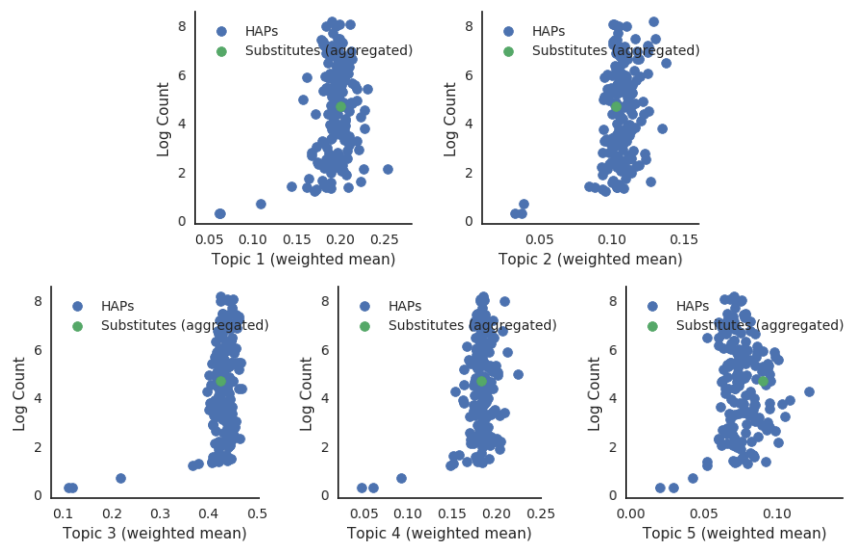 8
6
4
2
0
Log Count
HAPs
Substitutes (aggregated)
0.05 0.10 0.15 0.20 0.25
Topic 1 (weighted mean)
8
6
4
2
0
Log Count
HAPs
Substitutes (aggregated)
0.05 0.10 0.15
Topic 2 (weighted mean)
8
6
4
2
0
Log Count
HAPs
Substitutes (aggregated)
0.1 0.2 0.3 0.4 0.5
Topic 3 (weighted mean)
8
6
4
2
0
Log Count
HAPs
Substitutes (aggregated)
0.05 0.10 0.15 0.20 0.25
Topic 4 (weighted mean)
8
6
4
2
0
Log Count
HAPs
Substitutes (aggregated)
0.00 0.05 0.10
Topic 5 (weighted mean)